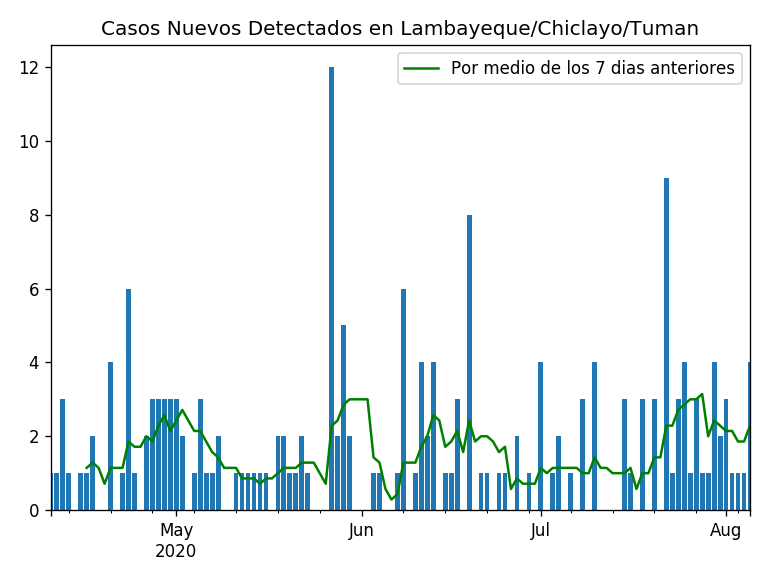 Casos Nuevos Detectados en Lambayeque/Chiclayo/Tuman
Por medio de los 7 dias anteriores
12
10
8
6
4
2
0
May Jun Jul Aug
2020